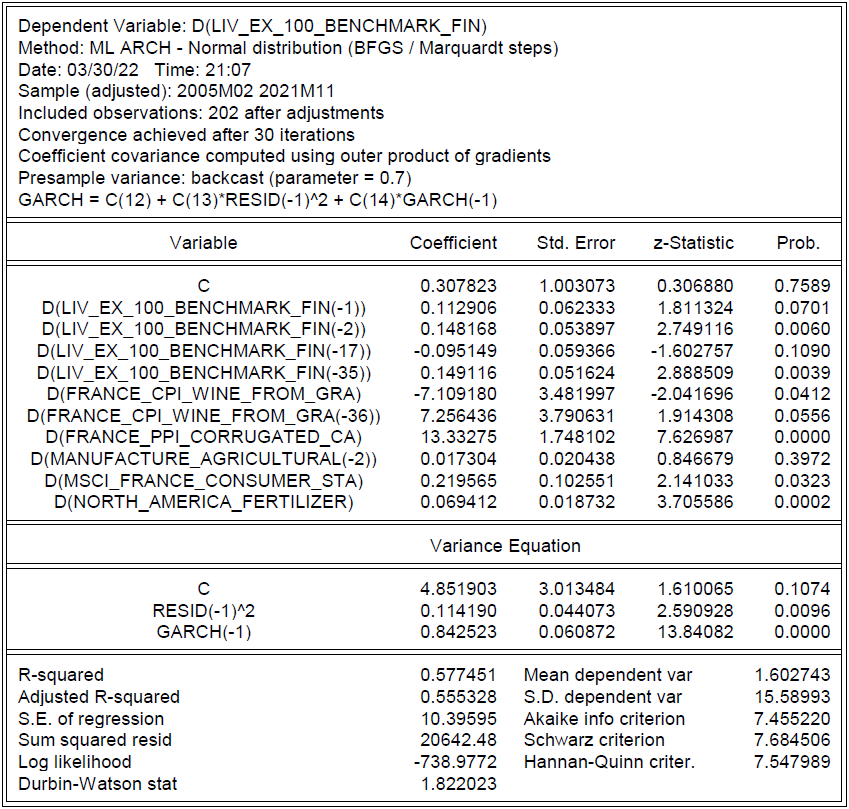 Dependent Variable: D(LIV_EX_100_BENCHMARK_FIN)
Method: ML ARCH - Normal distribution (BFGS / Marquardt steps)
Date: 03/30/22 Time: 21:07
Sample (adjusted): 2005M02 2021M11
Included observations: 202 after adjustments
Convergence achieved after 30 iterations
Coefficient covariance computed using outer product of gradients
Presample variance: backcast (parameter = 0.7)
GARCH = C(12) + C(13)*RESID(-1)^2 + C(14)*GARCH(-1)
Variable Coefficient Std. Error z-Statistic Prob.
C 0.307823 1.003073 0.306880 0.7589
D(LIV_EX_100_BENCHMARK_FIN(-1)) 0.112906 0.062333 1.811324 0.0701
D(LIV_EX_100_BENCHMARK_FIN(-2)) 0.148168 0.053897 2.749116 0.0060
D(LIV_EX_100_BENCHMARK_FIN(-17)) -0.095149 0.059366 -1.602757 0.1090
D(LIV_EX_100_BENCHMARK_FIN(-35)) 0.149116 0.051624 2.888509 0.0039
D(FRANCE_CPI_WINE_FROM_GRA) -7.109180 3.481997 -2.041696 0.0412
D(FRANCE_CPI_WINE_FROM_GRA(-36)) 7.256436 3.790631 1.914308 0.0556
D(FRANCE_PPI_CORRUGATED_CA) 13.33275 1.748102 7.626987 0.0000
D(MANUFACTURE_AGRICULTURAL(-2)) 0.017304 0.020438 0.846679 0.3972
D(MSCI_FRANCE_CONSUMER_STA) 0.219565 0.102551 2.141033 0.0323
D(NORTH_AMERICA_FERTILIZER) 0.069412 0.018732 3.705586 0.0002
Variance Equation
C 4.851903 3.013484 1.610065 0.1074
RESID(-1)^2 0.114190 0.044073 2.590928 0.0096
GARCH(-1) 0.842523 0.060872 13.84082 0.0000
R-squared 0.577451 Mean dependent var 1.602743
Adjusted R-squared 0.555328 S.D. dependent var 15.58993
S.E. of regression 10.39595 Akaike info criterion 7.455220
Sum squared resid 20642.48 Schwarz criterion 7.684506
Log likelihood -738.9772 Hannan-Quinn criter. 7.547989
Durbin-Watson stat 1.822023